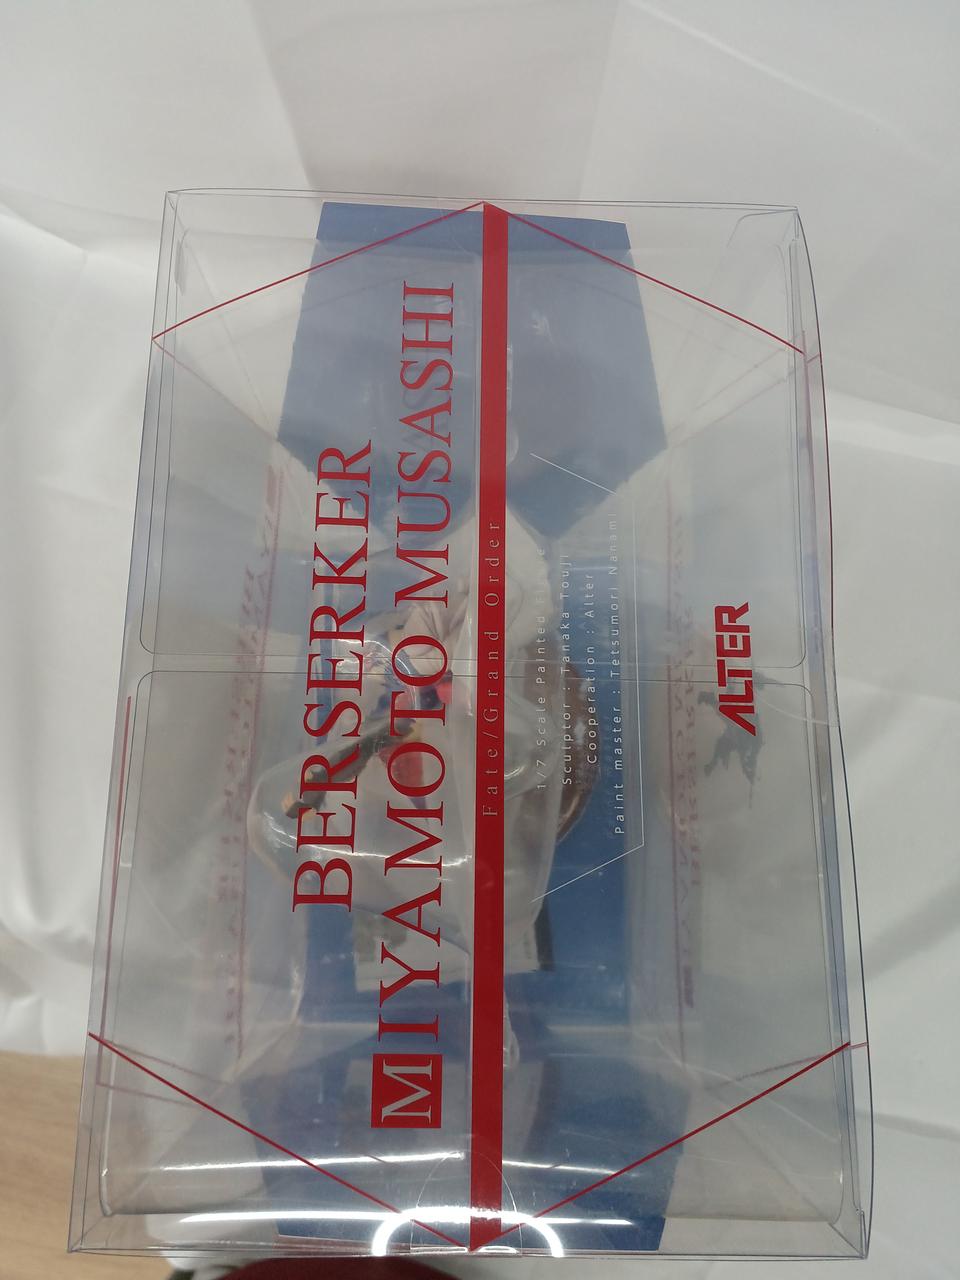 BERSERKER
MIYAMOTO MUSASHI
Fate/Grand Order
1/7 Scale Painted Figure
Sculptor : Tanaka Touji
Cooperation : Alter
Paint master : Tetsumori Nanami
ALTER